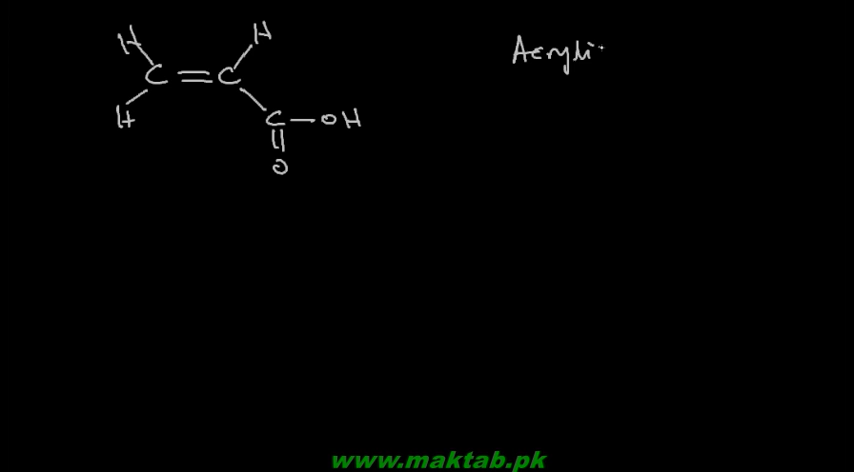 H H
C = C
H C - OH
O
Acryli
www.maktab.pk